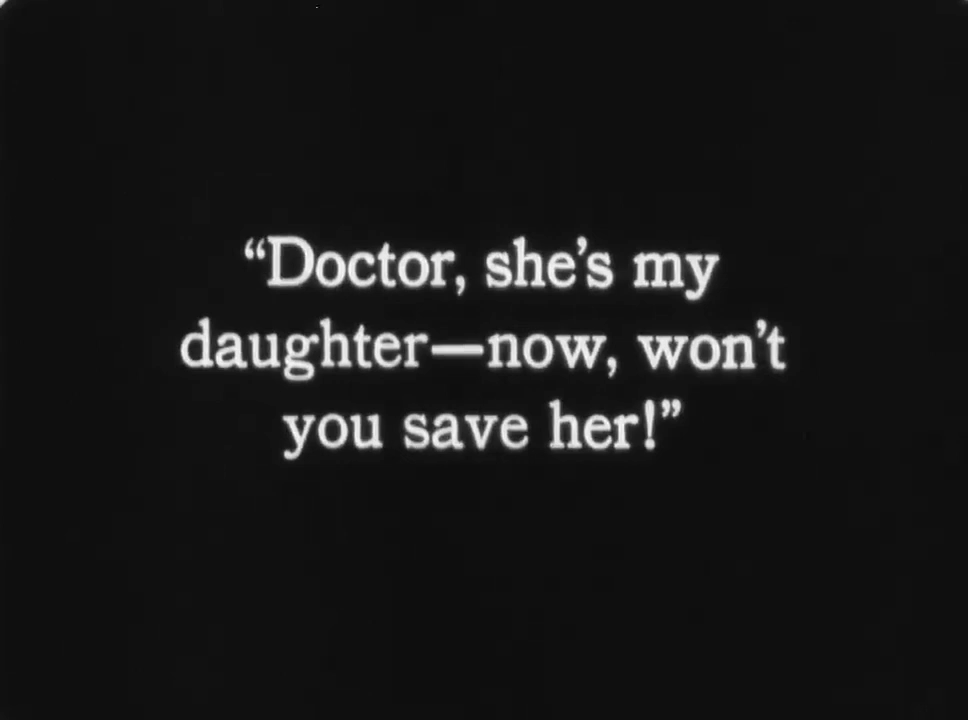 “Doctor, she’s my
daughter—now, won’t
you save her!”